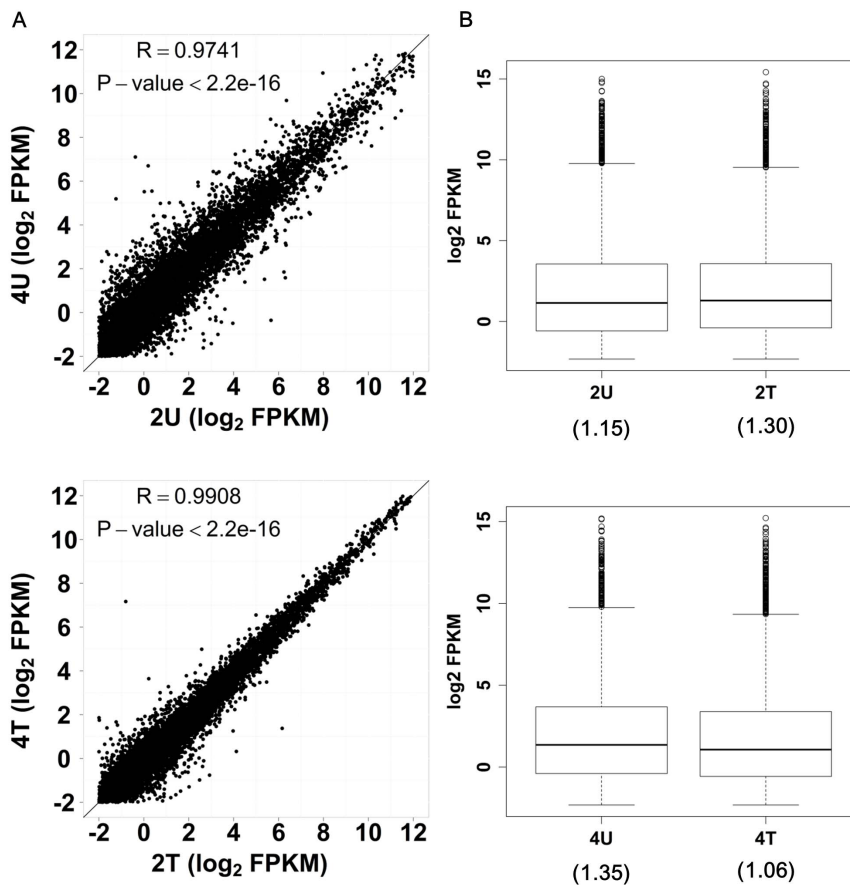 A
R = 0.9741
P – value < 2.2e-16
12
10
8
6
4
2
0
-2
4U (log2 FPKM)
-2 0 2 4 6 8 10 12
2U (log2 FPKM)
R = 0.9908
P – value < 2.2e-16
12
10
8
6
4
2
0
-2
4T (log2 FPKM)
-2 0 2 4 6 8 10 12
2T (log2 FPKM)
B
15
10
5
0
log2 FPKM
2U 2T
(1.15) (1.30)
15
10
5
0
log2 FPKM
4U 4T
(1.35) (1.06)